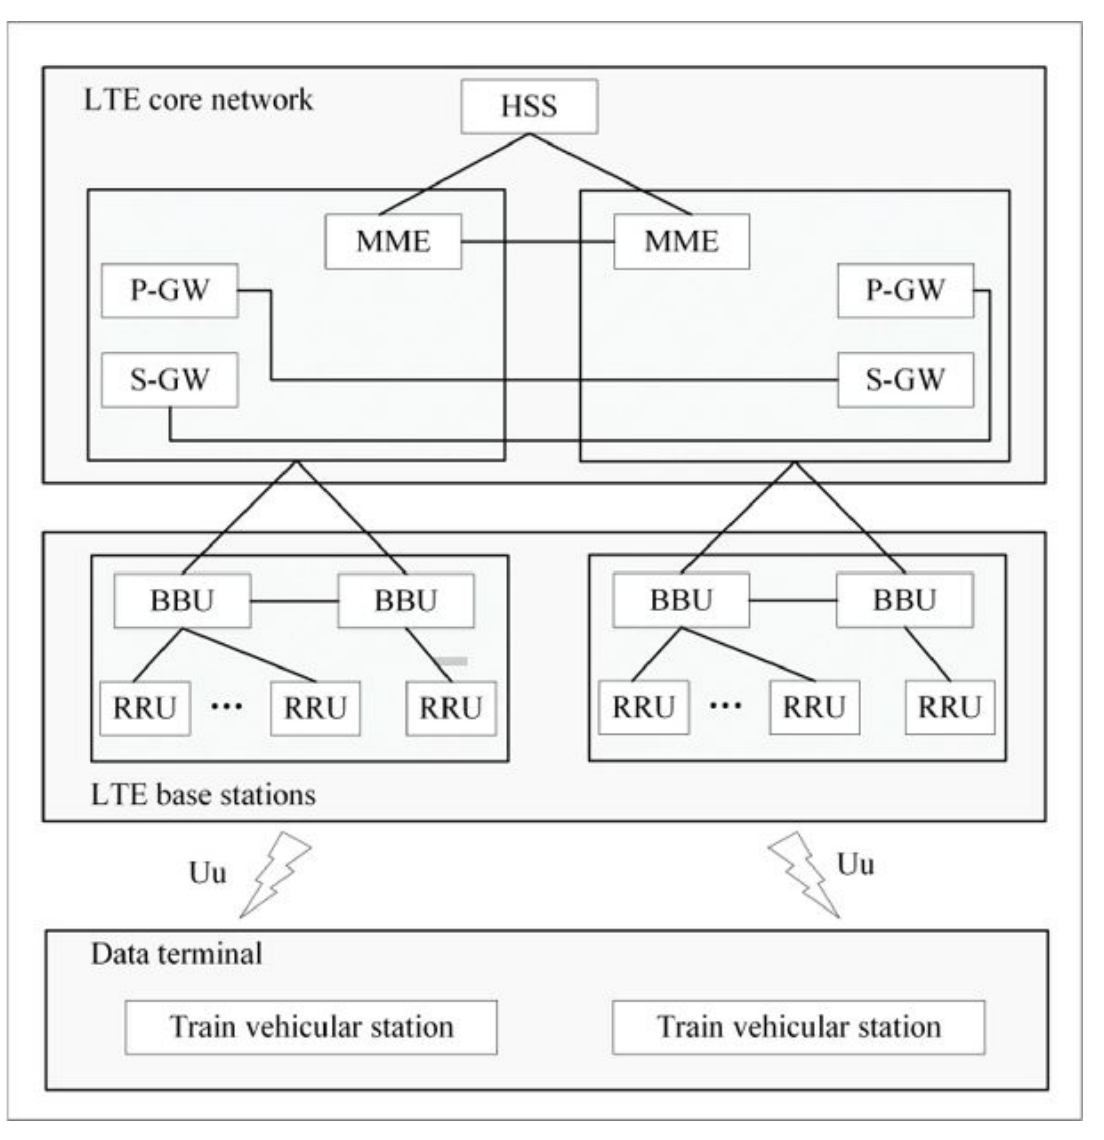 LTE core network
HSS
MME
MME
P-GW
P-GW
S-GW
S-GW
BBU
BBU
BBU
BBU
RRU ... RRU
RRU
RRU ... RRU
RRU
LTE base stations
Uu
Uu
Data terminal
Train vehicular station
Train vehicular station